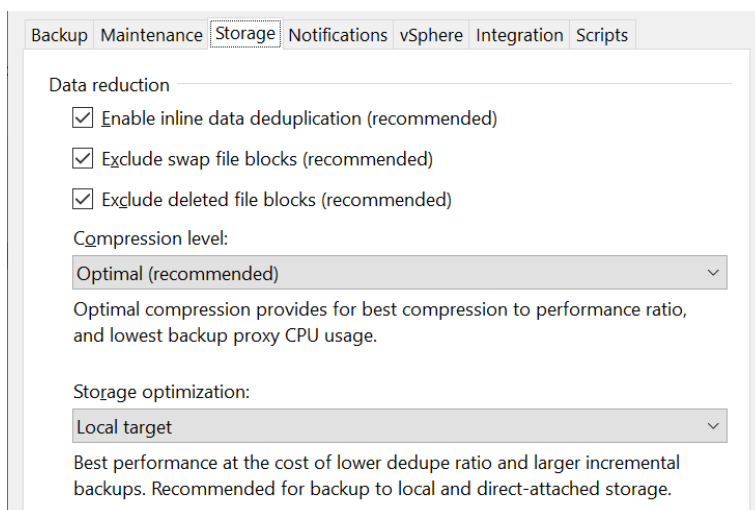 Backup Maintenance Storage Notifications vSphere Integration Scripts
Data reduction
Enable inline data deduplication (recommended)
Exclude swap file blocks (recommended)
Exclude deleted file blocks (recommended)
Compression level:
Optimal (recommended)
Optimal compression provides for best compression to performance ratio,
and lowest backup proxy CPU usage.
Storage optimization:
Local target
Best performance at the cost of lower dedupe ratio and larger incremental
backups. Recommended for backup to local and direct-attached storage.